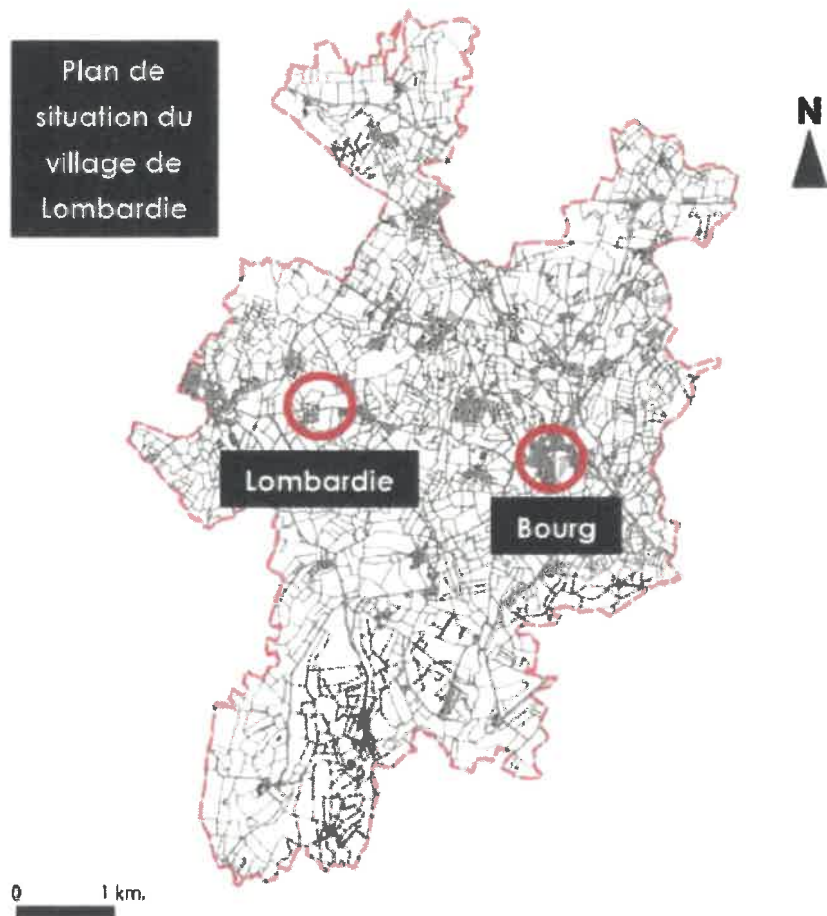 Plan de
situation du
village de
Lombardie
N
Lombardie
Bourg
0 1 km.